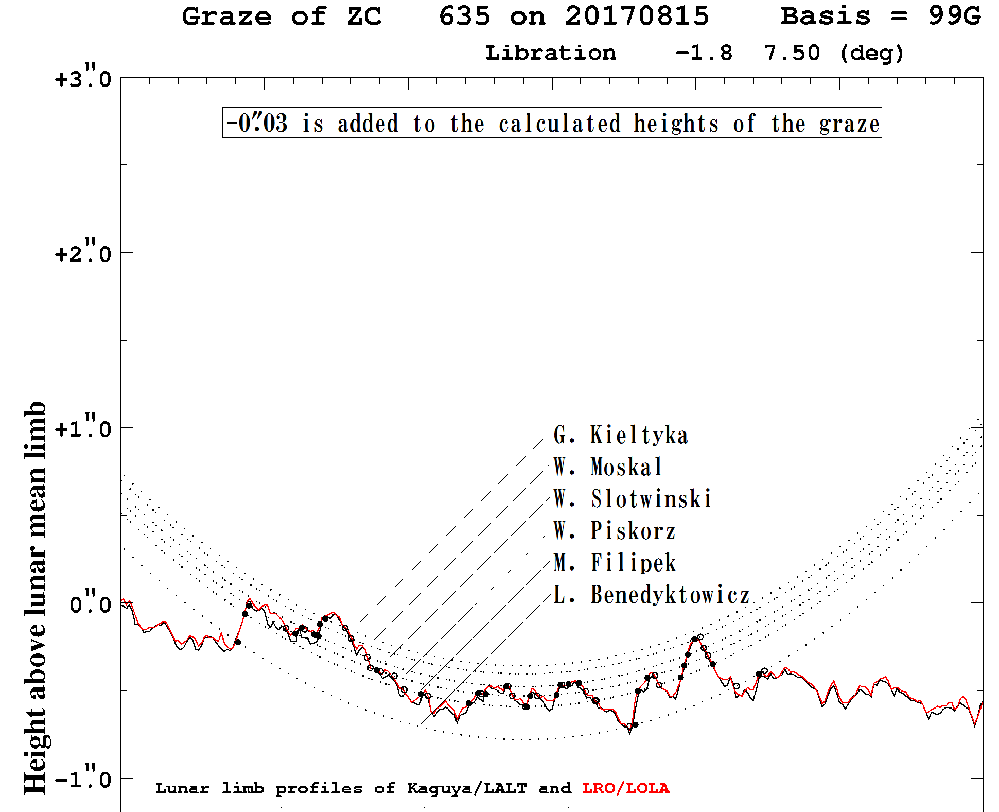 Graze of ZC 635 on 20170815 Basis = 99G
Libration -1.8 7.50 (deg)
+3."0
-0."03 is added to the calculated heights of the graze
+2."0
+1."0
G. Kieltyka
W. Moskal
W. Slotwinski
W. Piskorz
M. Filipek
L. Benedyktowicz
0."0
-1."0
Height above lunar mean limb
Lunar limb profiles of Kaguya/LALT and LRO/LOLA